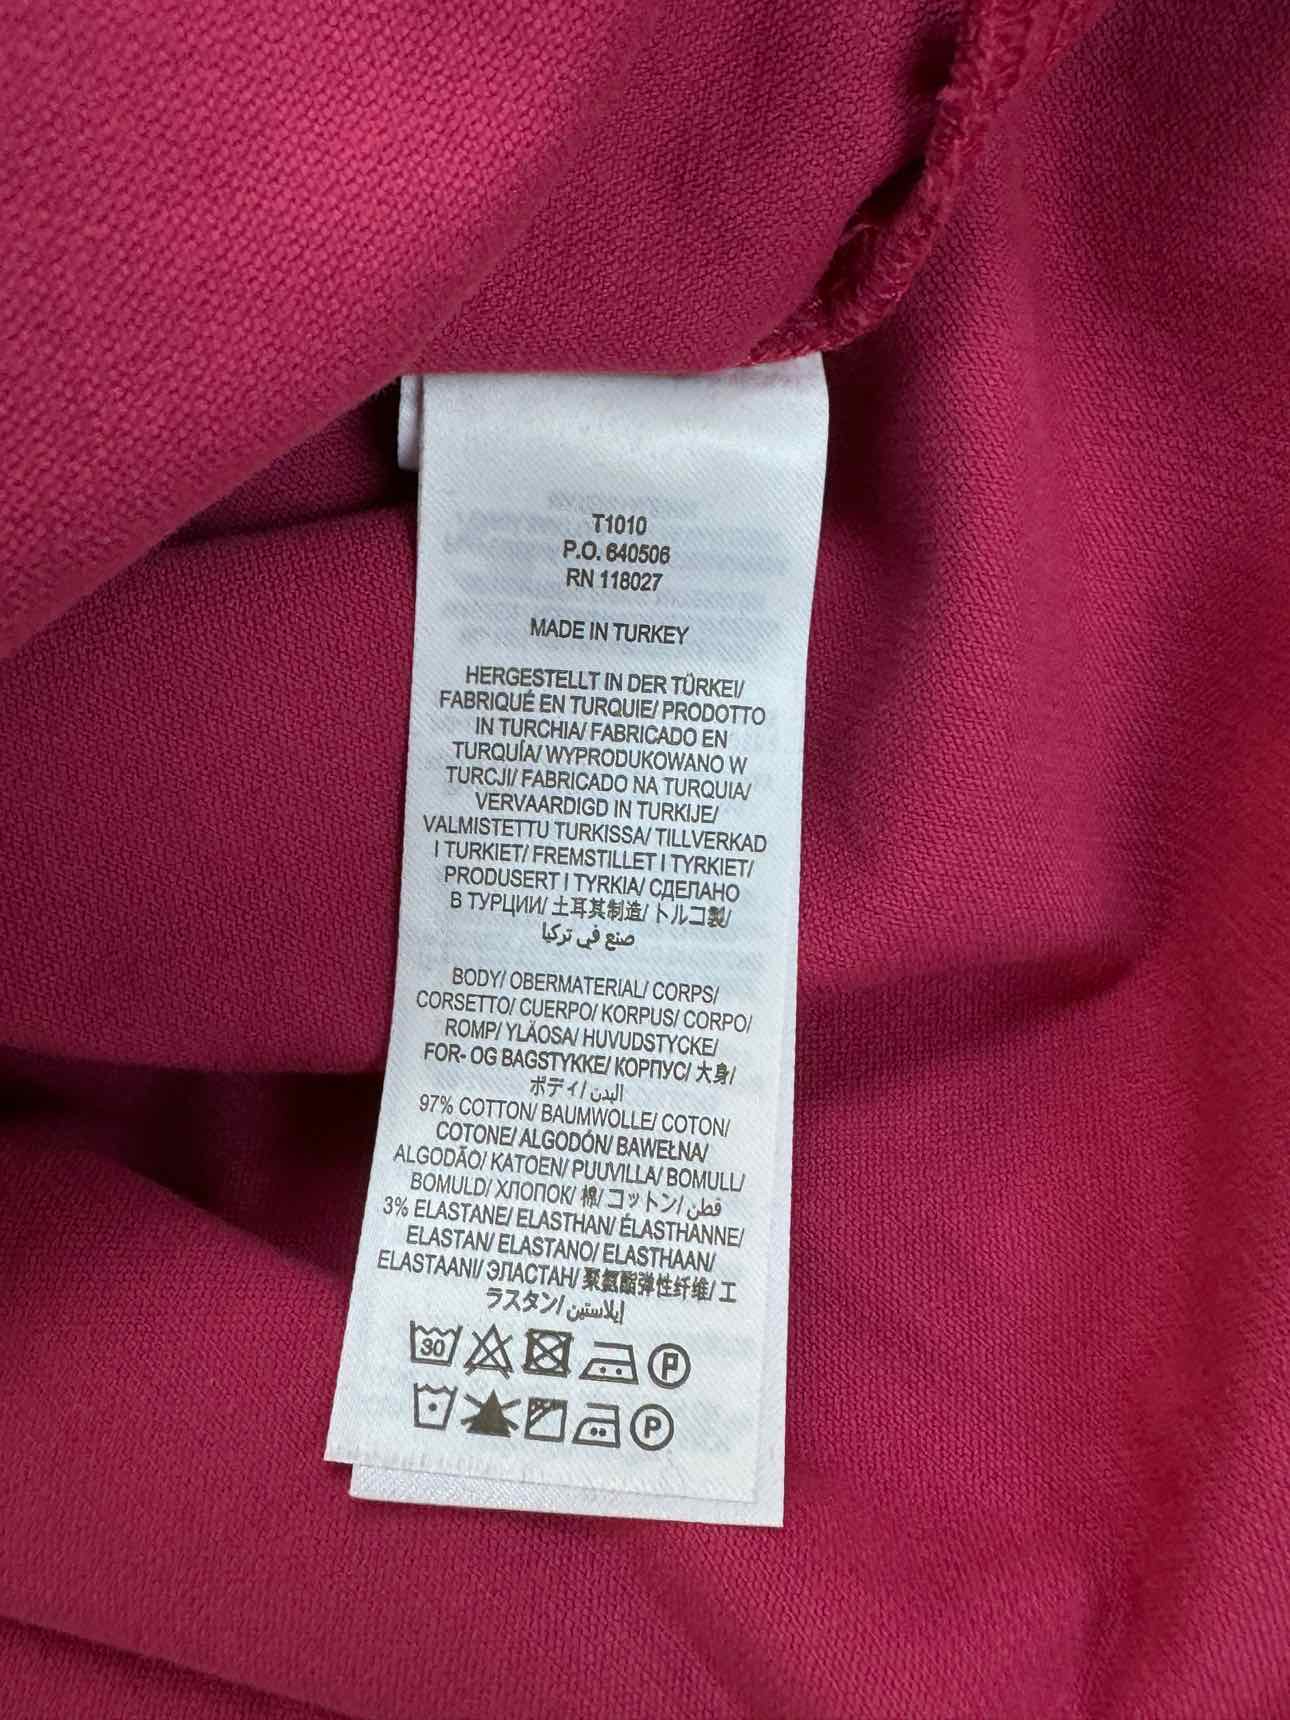 T1010
P.O. 640506
RN 118027
MADE IN TURKEY
HERGESTELLT IN DER TÜRKEI/
FABRIQUÉ EN TURQUIE/ PRODOTTO
IN TURCHIA/ FABRICADO EN
TURQUÍA/ WYPRODUKOWANO W
TURCJI/ FABRICADO NA TURQUIA/
VERVAARDIGD IN TURKIJE/
VALMISTETTU TURKISSA/ TILLVERKAD
I TURKIET/ FREMSTILLET I TYRKIET/
PRODUSERT I TYRKIA/ СДЕЛАНО
В ТУРЦИИ/ 土耳其制造/ トルコ製/
صنع في تركيا
BODY/ OBERMATERIAL/ CORPS/
CORSETTO/ CUERPO/ KORPUS/ CORPO/
ROMP/ YLÄOSA/ HUVUDSTYCKE/
FOR- OG BAGSTYKKE/ КОРПУС/ 大身/
ボディ/ البدن
97% COTTON/ BAUMWOLLE/ COTON/
COTONE/ ALGODÓN/ BAWEŁNA/
ALGODÃO/ KATOEN/ PUUVILLA/ BOMULL/
BOMULD/ ХЛОПОК/ 棉/ コットン/ قطن
3% ELASTANE/ ELASTHAN/ ÉLASTHANNE/
ELASTAN/ ELASTANO/ ELASTHAAN/
ELASTAANI/ ЭЛАСТАН/ 聚氨酯弹性纤维/ エ
ラスタン/ إيلاستين
30 P
P